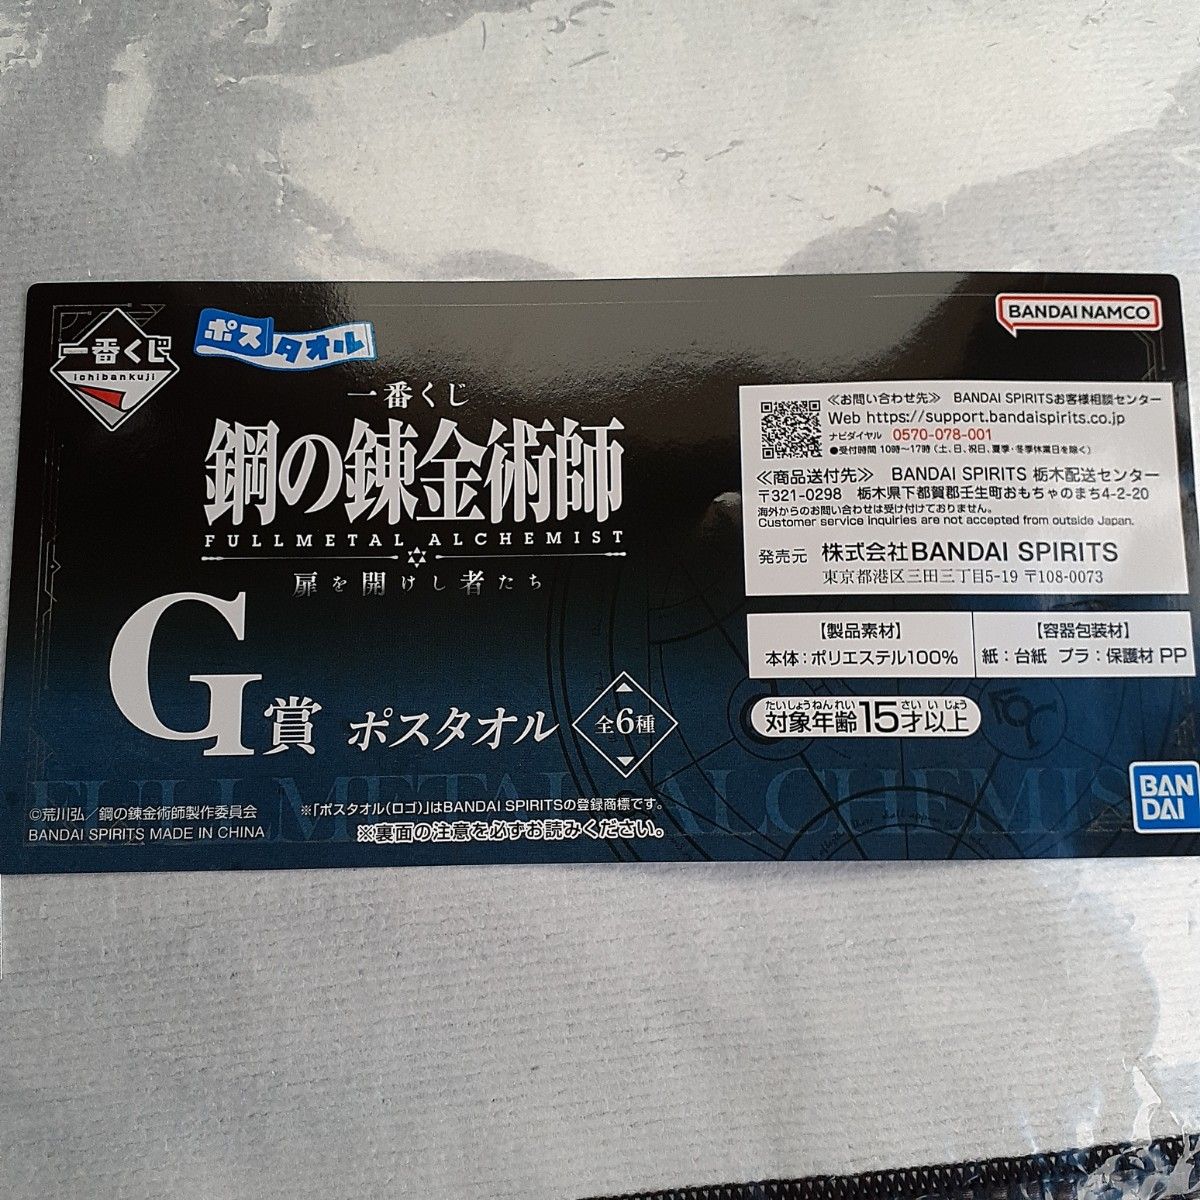 一番くじ
ichibankuji
ポスタオル
一番くじ
鋼の錬金術師
FULLMETAL ALCHEMIST
扉を開けし者たち
G賞 ポスタオル 全6種
©荒川弘／鋼の錬金術師製作委員会
BANDAI SPIRITS MADE IN CHINA
※「ポスタオル(ロゴ)」はBANDAI SPIRITSの登録商標です。
※裏面の注意を必ずお読みください。
BANDAI NAMCO
≪お問い合わせ先≫ BANDAI SPIRITSお客様相談センター
Web https://support.bandaispirits.co.jp
ナビダイヤル 0570-078-001
●受付時間 10時～17時 (土、日、祝日、夏季・冬季休業日を除く)
≪商品送付先≫ BANDAI SPIRITS 栃木配送センター
〒321-0298 栃木県下都賀郡壬生町おもちゃのまち4-2-20
海外からのお問い合わせは受け付けておりません。
Customer service inquiries are not accepted from outside Japan.
発売元 株式会社BANDAI SPIRITS
東京都港区三田三丁目5-19 〒108-0073
【製品素材】
本体：ポリエステル100%
【容器包装材】
紙：台紙 プラ：保護材 PP
たいしょうねんれい さい いじょう
対象年齢15才以上
FULLMETAL ALCHEMIS
BAN
DAI